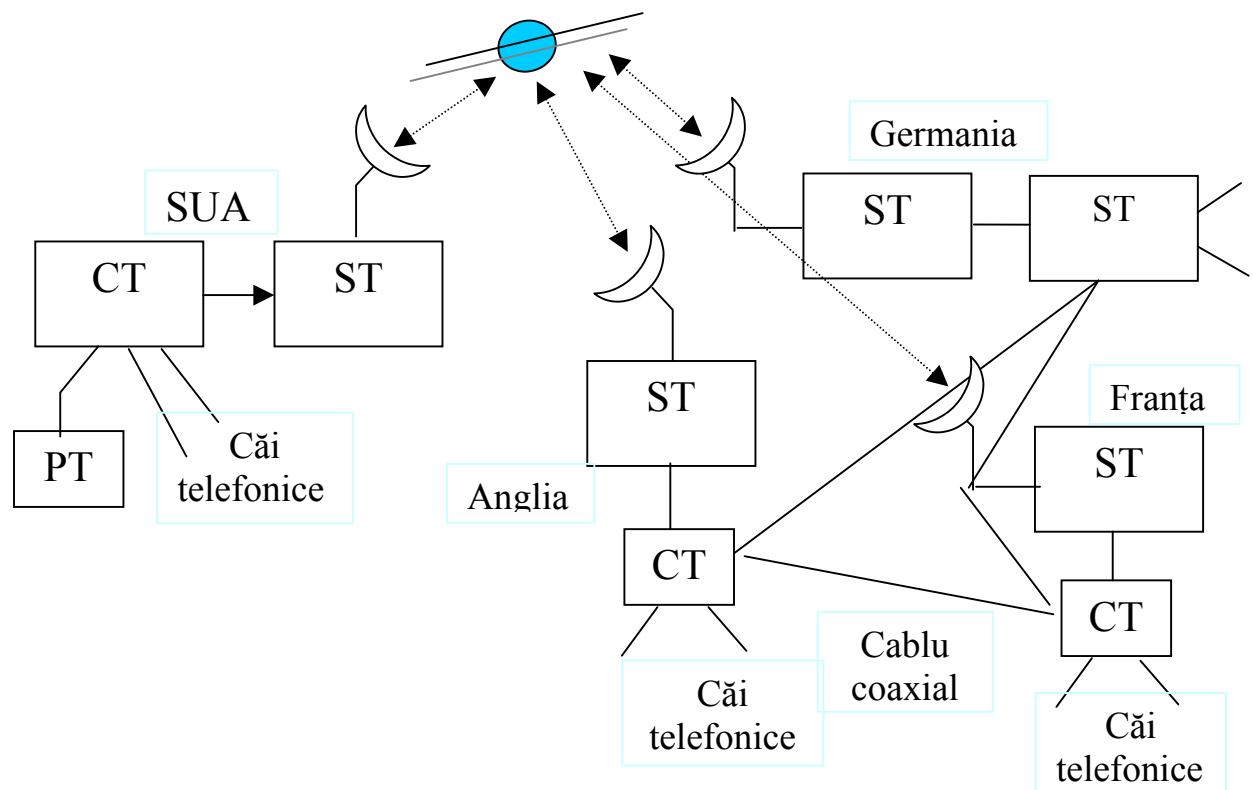 Germania
SUA
ST
ST
CT
ST
ST
Franța
Căi
telefonice
PT
ST
Anglia
CT
CT
Cablu
coaxial
Căi
telefonice
Căi
telefonice